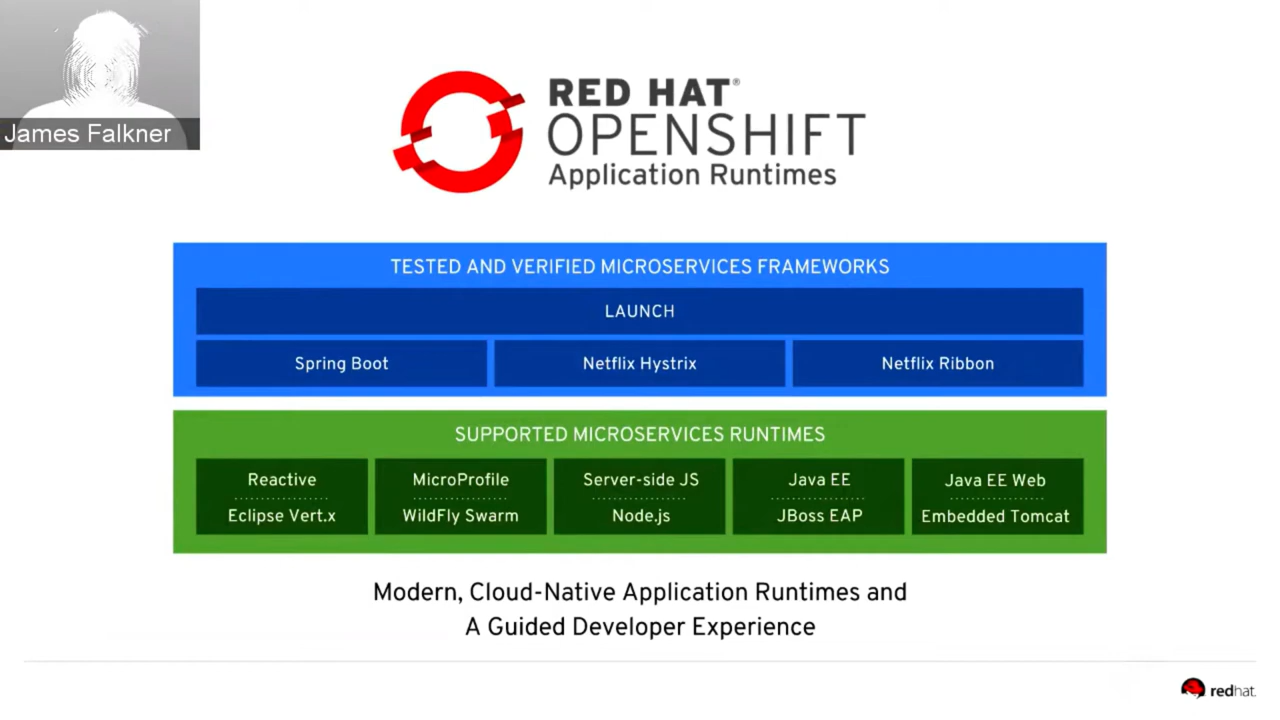 James Falkner
RED HAT®
OPENSHIFT
Application Runtimes
TESTED AND VERIFIED MICROSERVICES FRAMEWORKS
LAUNCH
Spring Boot
Netflix Hystrix
Netflix Ribbon
SUPPORTED MICROSERVICES RUNTIMES
Reactive
Eclipse Vert.x
MicroProfile
WildFly Swarm
Server-side JS
Node.js
Java EE
JBoss EAP
Java EE Web
Embedded Tomcat
Modern, Cloud-Native Application Runtimes and
A Guided Developer Experience
redhat.